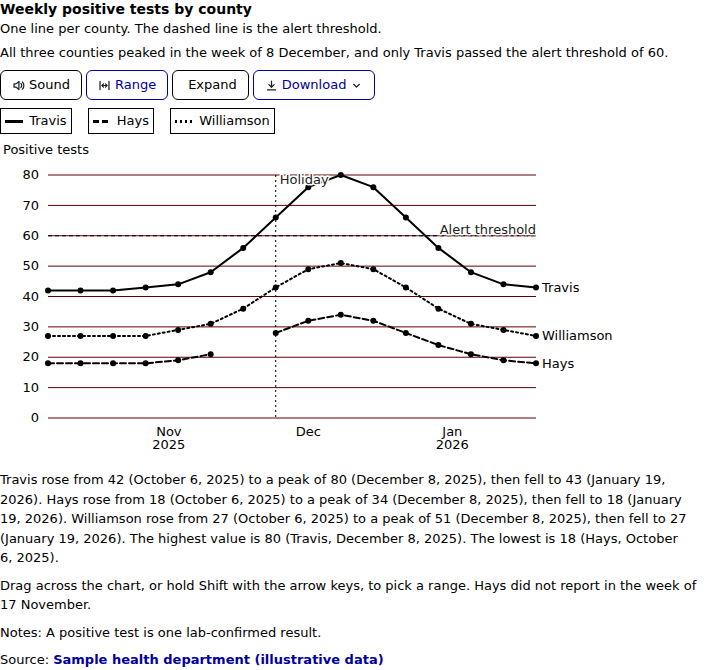 Weekly positive tests by county
One line per county. The dashed line is the alert threshold.
All three counties peaked in the week of 8 December, and only Travis passed the alert threshold of 60.
Sound Range Expand Download
Travis Hays Williamson
Positive tests
80
Holiday
70
Alert threshold
60
50
40
Travis
30
Williamson
20
Hays
10
0
Nov Dec Jan
2025 2026
Travis rose from 42 (October 6, 2025) to a peak of 80 (December 8, 2025), then fell to 43 (January 19,
2026). Hays rose from 18 (October 6, 2025) to a peak of 34 (December 8, 2025), then fell to 18 (January
19, 2026). Williamson rose from 27 (October 6, 2025) to a peak of 51 (December 8, 2025), then fell to 27
(January 19, 2026). The highest value is 80 (Travis, December 8, 2025). The lowest is 18 (Hays, October
6, 2025).
Drag across the chart, or hold Shift with the arrow keys, to pick a range. Hays did not report in the week of
17 November.
Notes: A positive test is one lab-confirmed result.
Source: Sample health department (illustrative data)